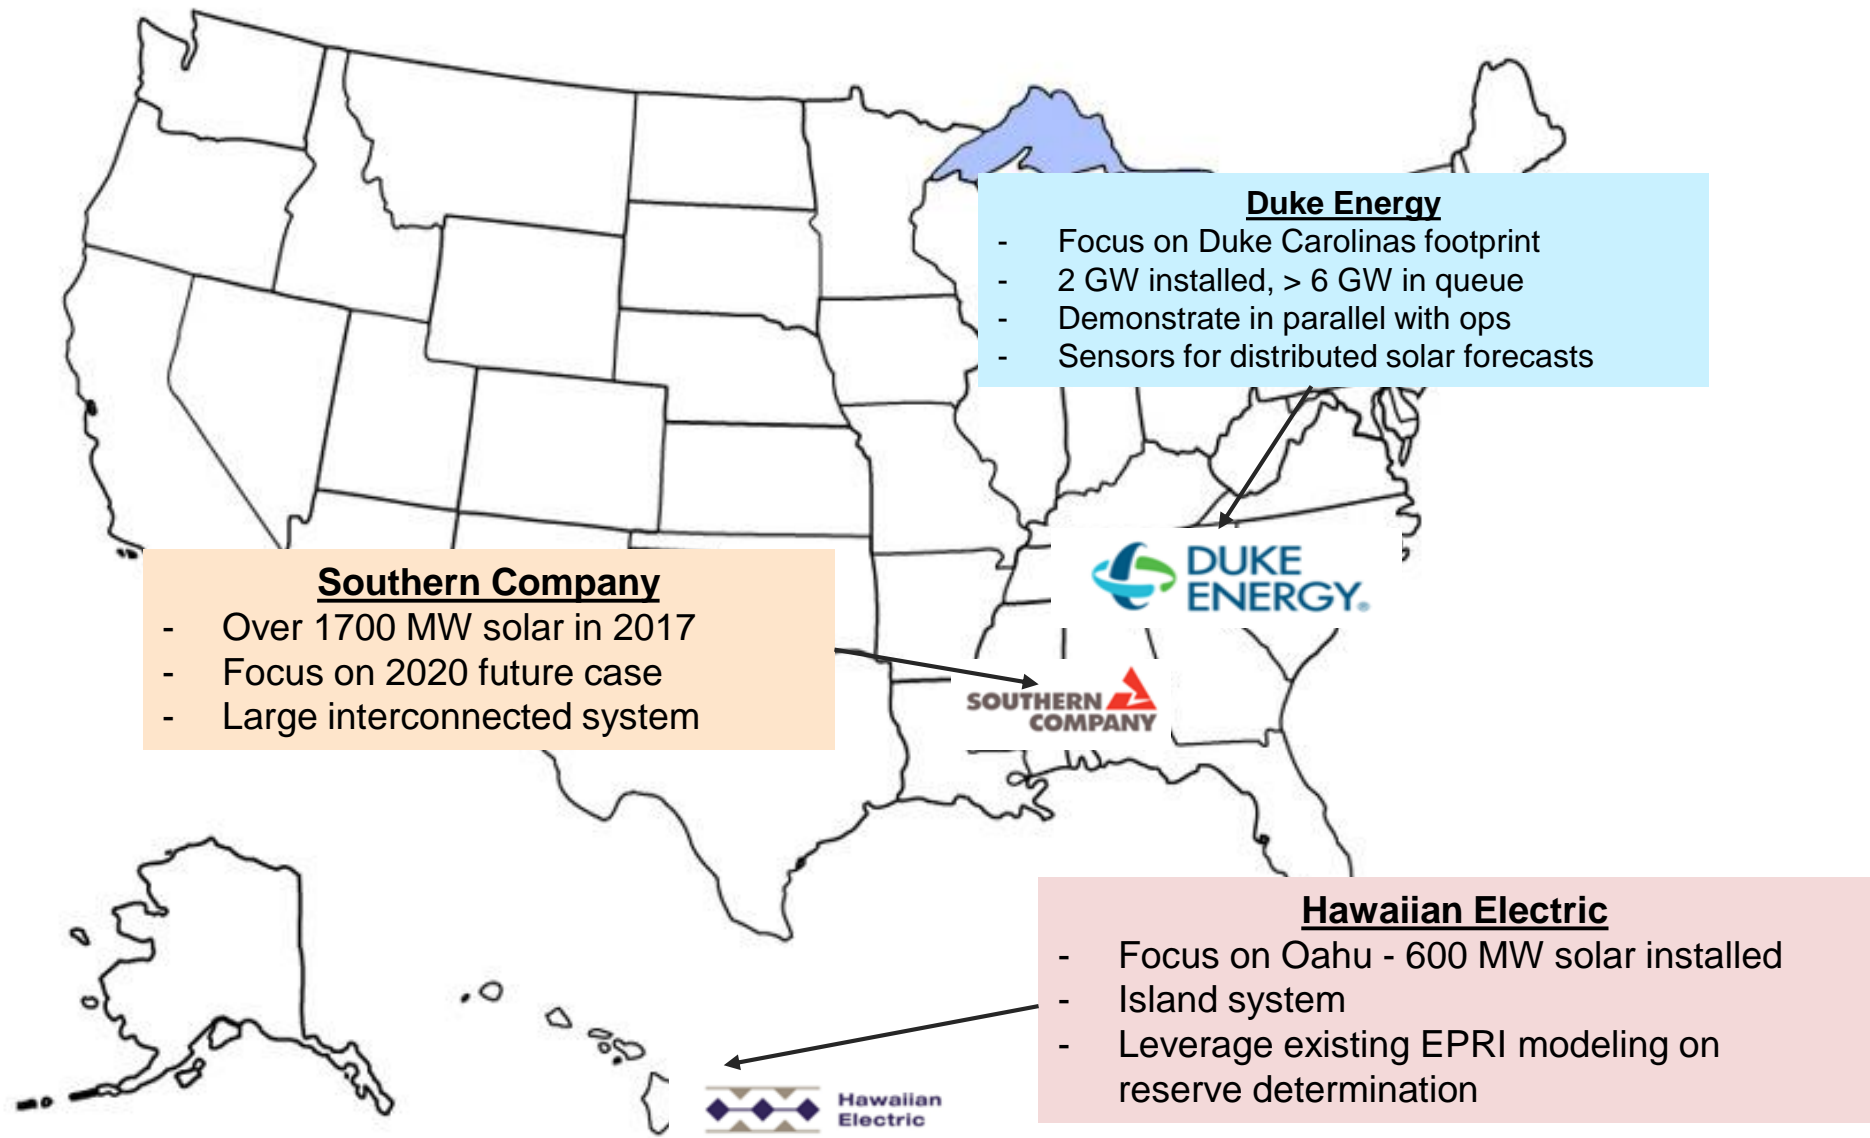 Duke Energy
- Focus on Duke Carolinas footprint
- 2 GW installed, > 6 GW in queue
- Demonstrate in parallel with ops
- Sensors for distributed solar forecasts
DUKE
ENERGY®
Southern Company
- Over 1700 MW solar in 2017
- Focus on 2020 future case
- Large interconnected system
SOUTHERN
COMPANY
Hawaiian Electric
- Focus on Oahu - 600 MW solar installed
- Island system
- Leverage existing EPRI modeling on
reserve determination
Hawaiian
Electric